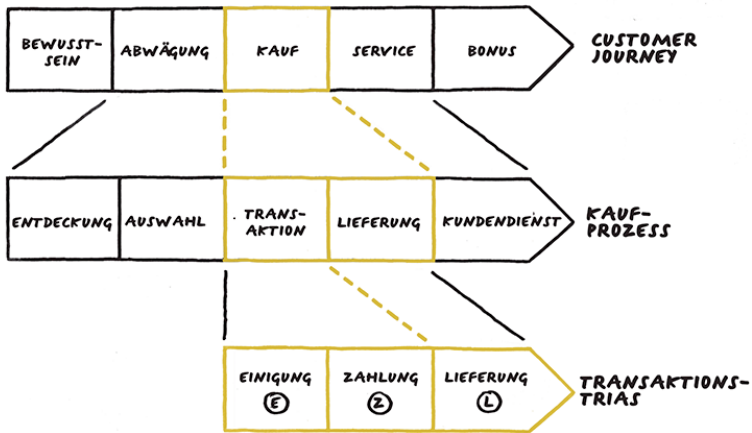 BEWUSST-
SEIN
ABWÄGUNG
KAUF
SERVICE
BONUS
CUSTOMER
JOURNEY
ENTDECKUNG
AUSWAHL
TRANS-
AKTION
LIEFERUNG
KUNDENDIENST
KAUF-
PROZESS
EINIGUNG
E
ZAHLUNG
Z
LIEFERUNG
L
TRANSAKTIONS-
TRIAS